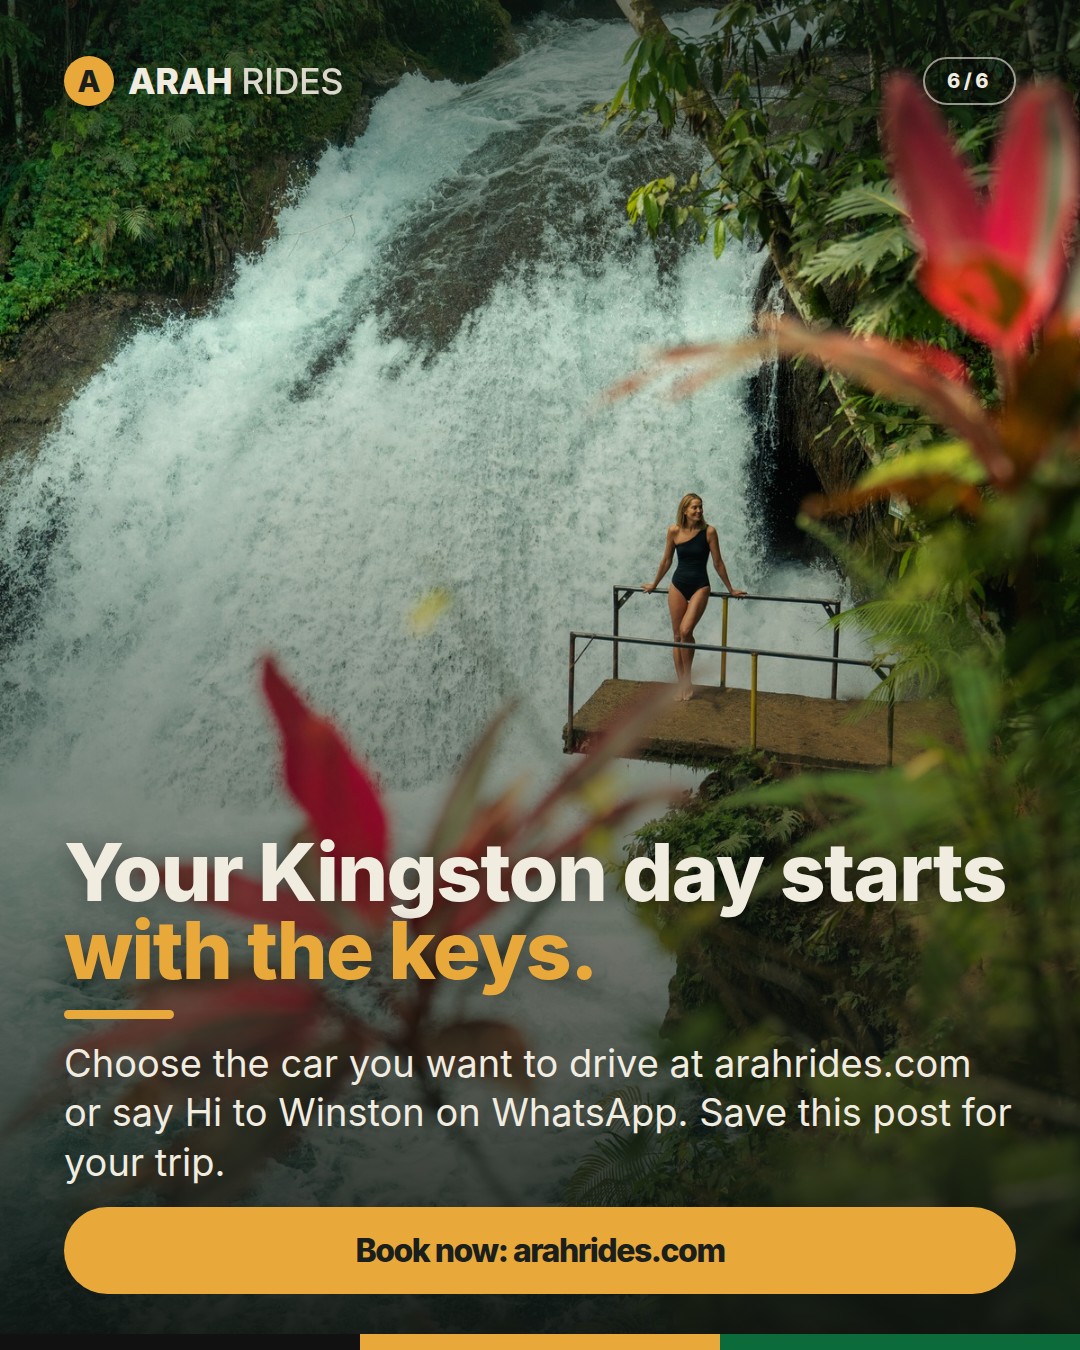 A ARAH RIDES
6/6
Your Kingston day starts
with the keys.
Choose the car you want to drive at arahrides.com
or say Hi to Winston on WhatsApp. Save this post for
your trip.
Book now: arahrides.com